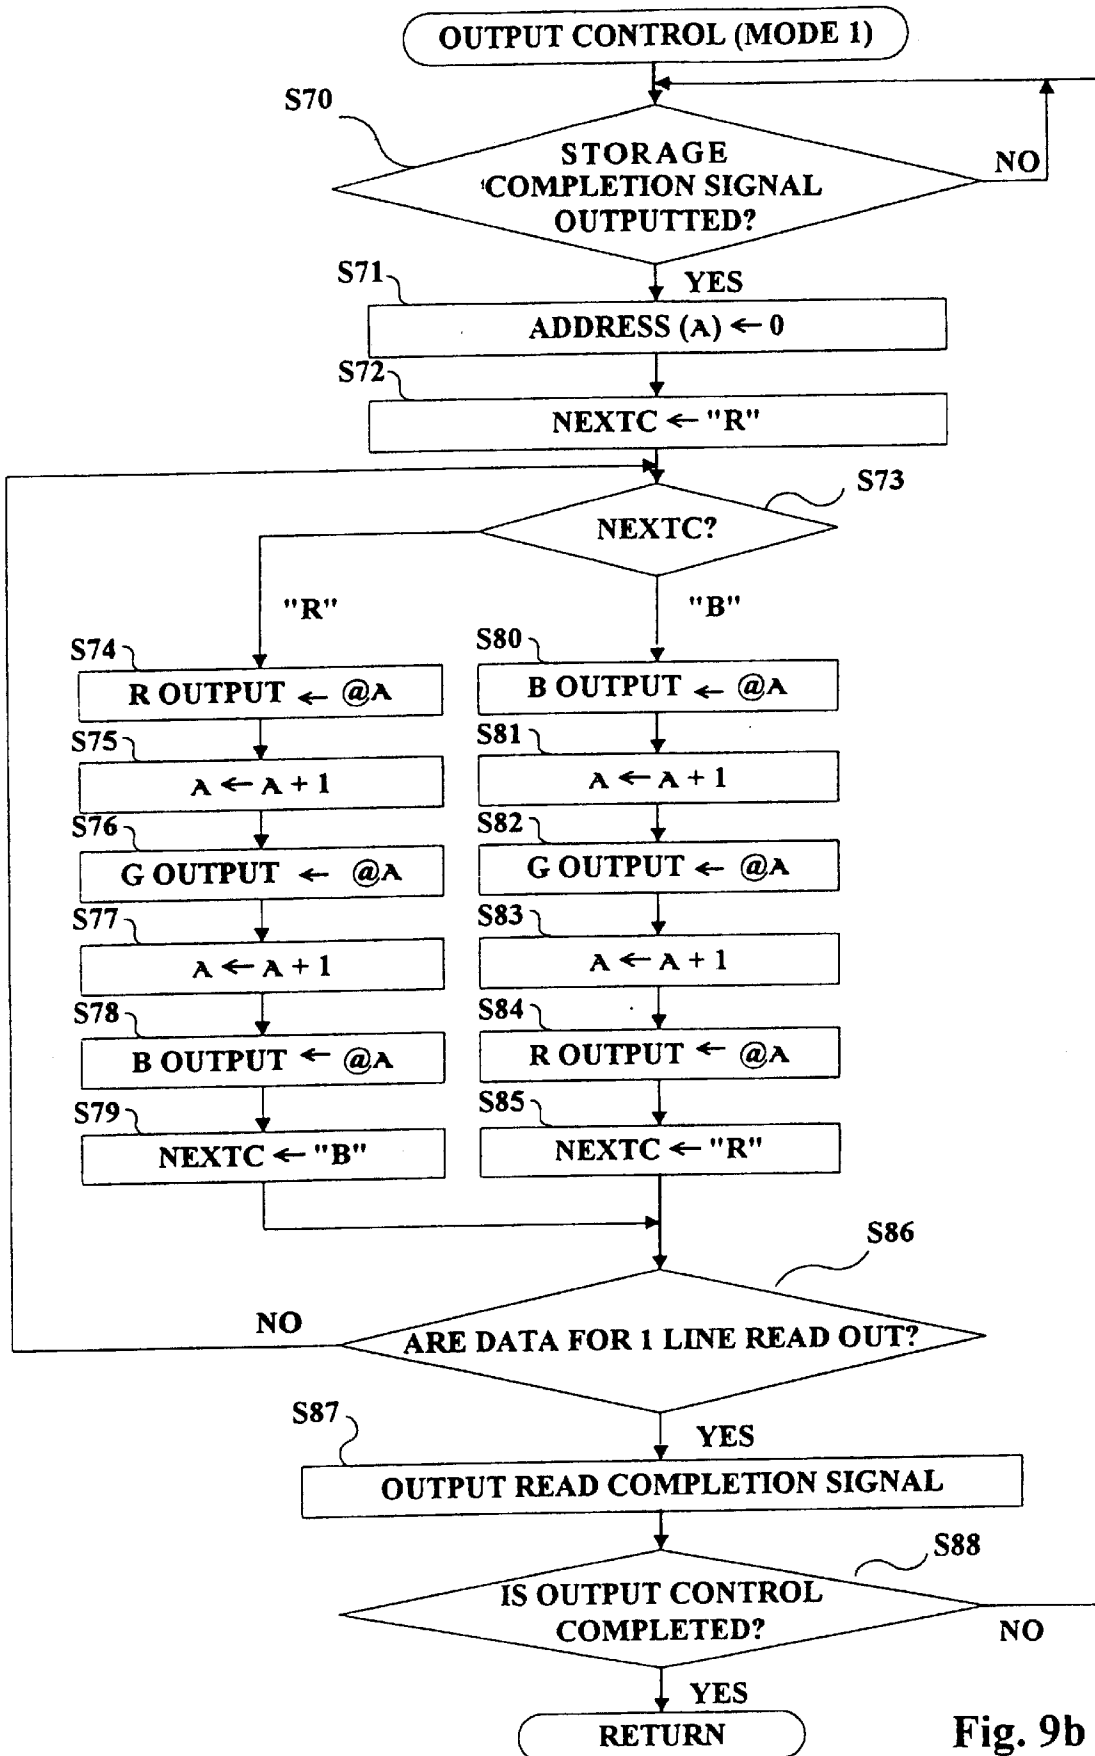 OUTPUT CONTROL (MODE 1)
S70
STORAGE
COMPLETION SIGNAL
OUTPUTTED?
NO
YES
S71
ADDRESS (A) ← 0
S72
NEXTC ← "R"
S73
NEXTC?
"R"
"B"
S74
R OUTPUT ← @A
S75
A ← A + 1
S76
G OUTPUT ← @A
S77
A ← A + 1
S78
B OUTPUT ← @A
S79
NEXTC ← "B"
S80
B OUTPUT ← @A
S81
A ← A + 1
S82
G OUTPUT ← @A
S83
A ← A + 1
S84
R OUTPUT ← @A
S85
NEXTC ← "R"
S86
ARE DATA FOR 1 LINE READ OUT?
NO
YES
S87
OUTPUT READ COMPLETION SIGNAL
S88
IS OUTPUT CONTROL
COMPLETED?
NO
YES
RETURN
Fig. 9b